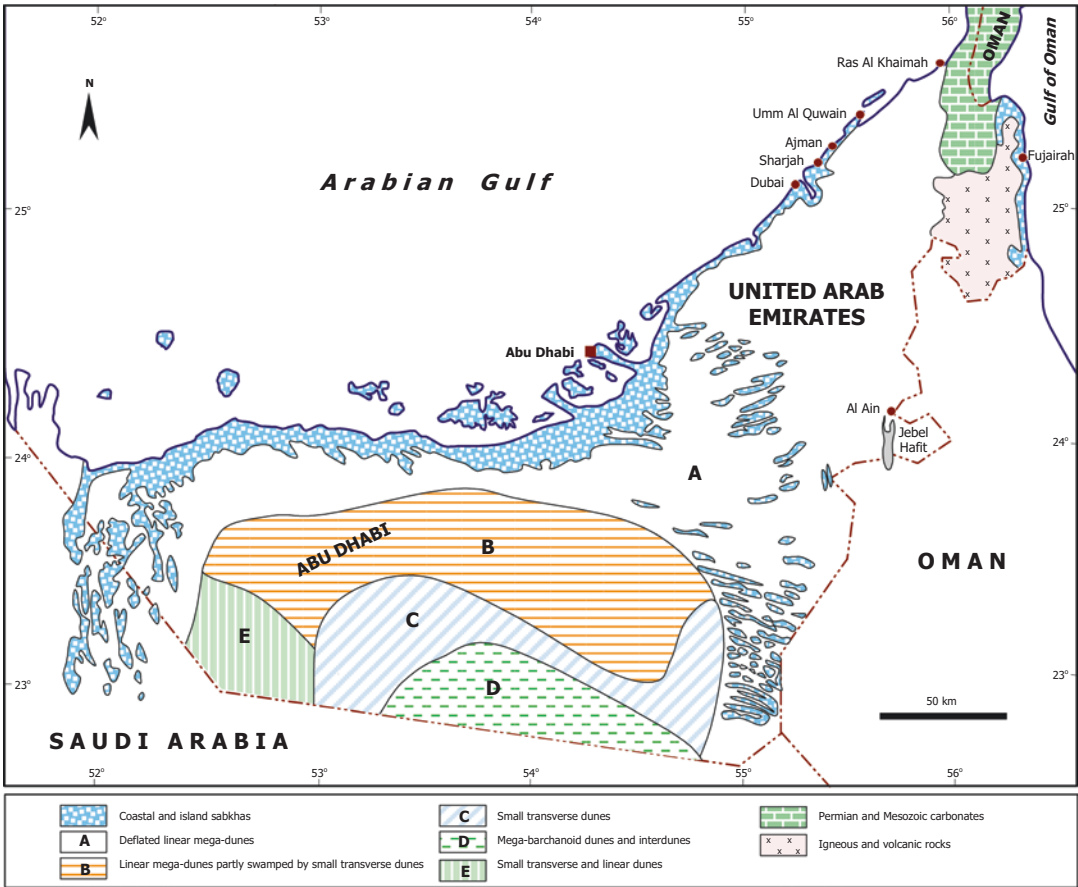 52°
53°
54°
55°
56°
N
OMAN
Gulf of Oman
Ras Al Khaimah
Umm Al Quwain
Ajman
Sharjah
Dubai
Fujairah
Arabian Gulf
25°
25°
UNITED ARAB
EMIRATES
Abu Dhabi
Al Ain
Jebel
Hafit
24°
24°
A
ABU DHABI
B
OMAN
C
E
D
23°
23°
50 km
SAUDI ARABIA
52°
53°
54°
55°
56°
Coastal and island sabkhas
A Deflated linear mega-dunes
B Linear mega-dunes partly swamped by small transverse dunes
C Small transverse dunes
D Mega-barchanoid dunes and interdunes
E Small transverse and linear dunes
Permian and Mesozoic carbonates
Igneous and volcanic rocks